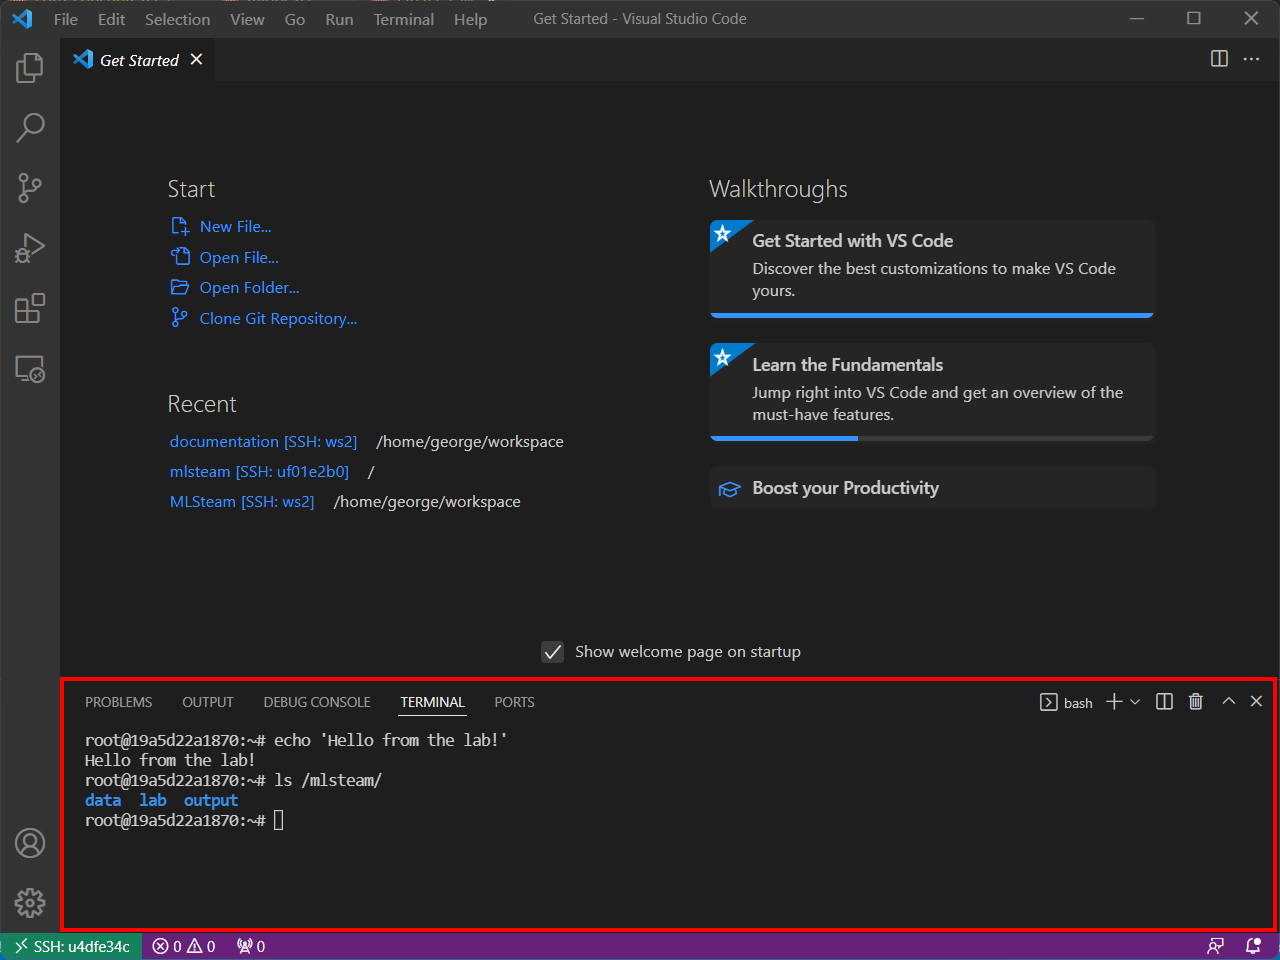 File Edit Selection View Go Run Terminal Help Get Started - Visual Studio Code
Get Started
Start
New File...
Open File...
Open Folder...
Clone Git Repository...
Recent
documentation [SSH: ws2] /home/george/workspace
mlsteam [SSH: uf01e2b0] /
MLSteam [SSH: ws2] /home/george/workspace
Walkthroughs
Get Started with VS Code
Discover the best customizations to make VS Code
yours.
Learn the Fundamentals
Jump right into VS Code and get an overview of the
must-have features.
Boost your Productivity
Show welcome page on startup
PROBLEMS OUTPUT DEBUG CONSOLE TERMINAL PORTS bash
root@19a5d22a1870:~# echo 'Hello from the lab!'
Hello from the lab!
root@19a5d22a1870:~# ls /mlsteam/
data lab output
root@19a5d22a1870:~#
SSH: u4dfe34c 0 0 0